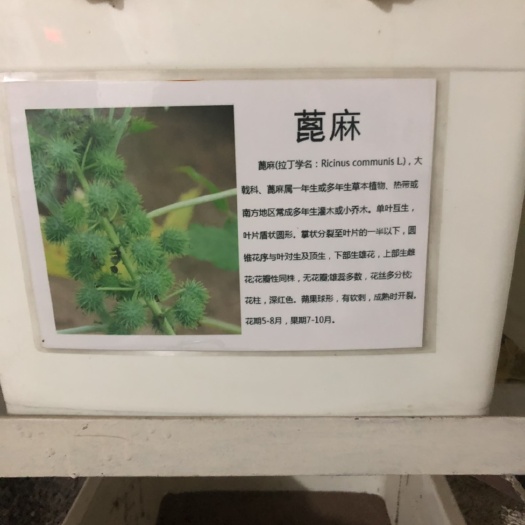 蓖麻
蓖麻(拉丁学名：Ricinus communis L.)，大
戟科、蓖麻属一年生或多年生草本植物、热带或
南方地区常成多年生灌木或小乔木。单叶互生，
叶片盾状圆形。掌状分裂至叶片的一半以下，圆
锥花序与叶对生及顶生，下部生雄花，上部生雌
花;花瓣性同株，无花瓣;雄蕊多数，花丝多分枝;
花柱，深红色。蒴果球形，有软刺，成熟时开裂。
花期5-8月，果期7-10月。